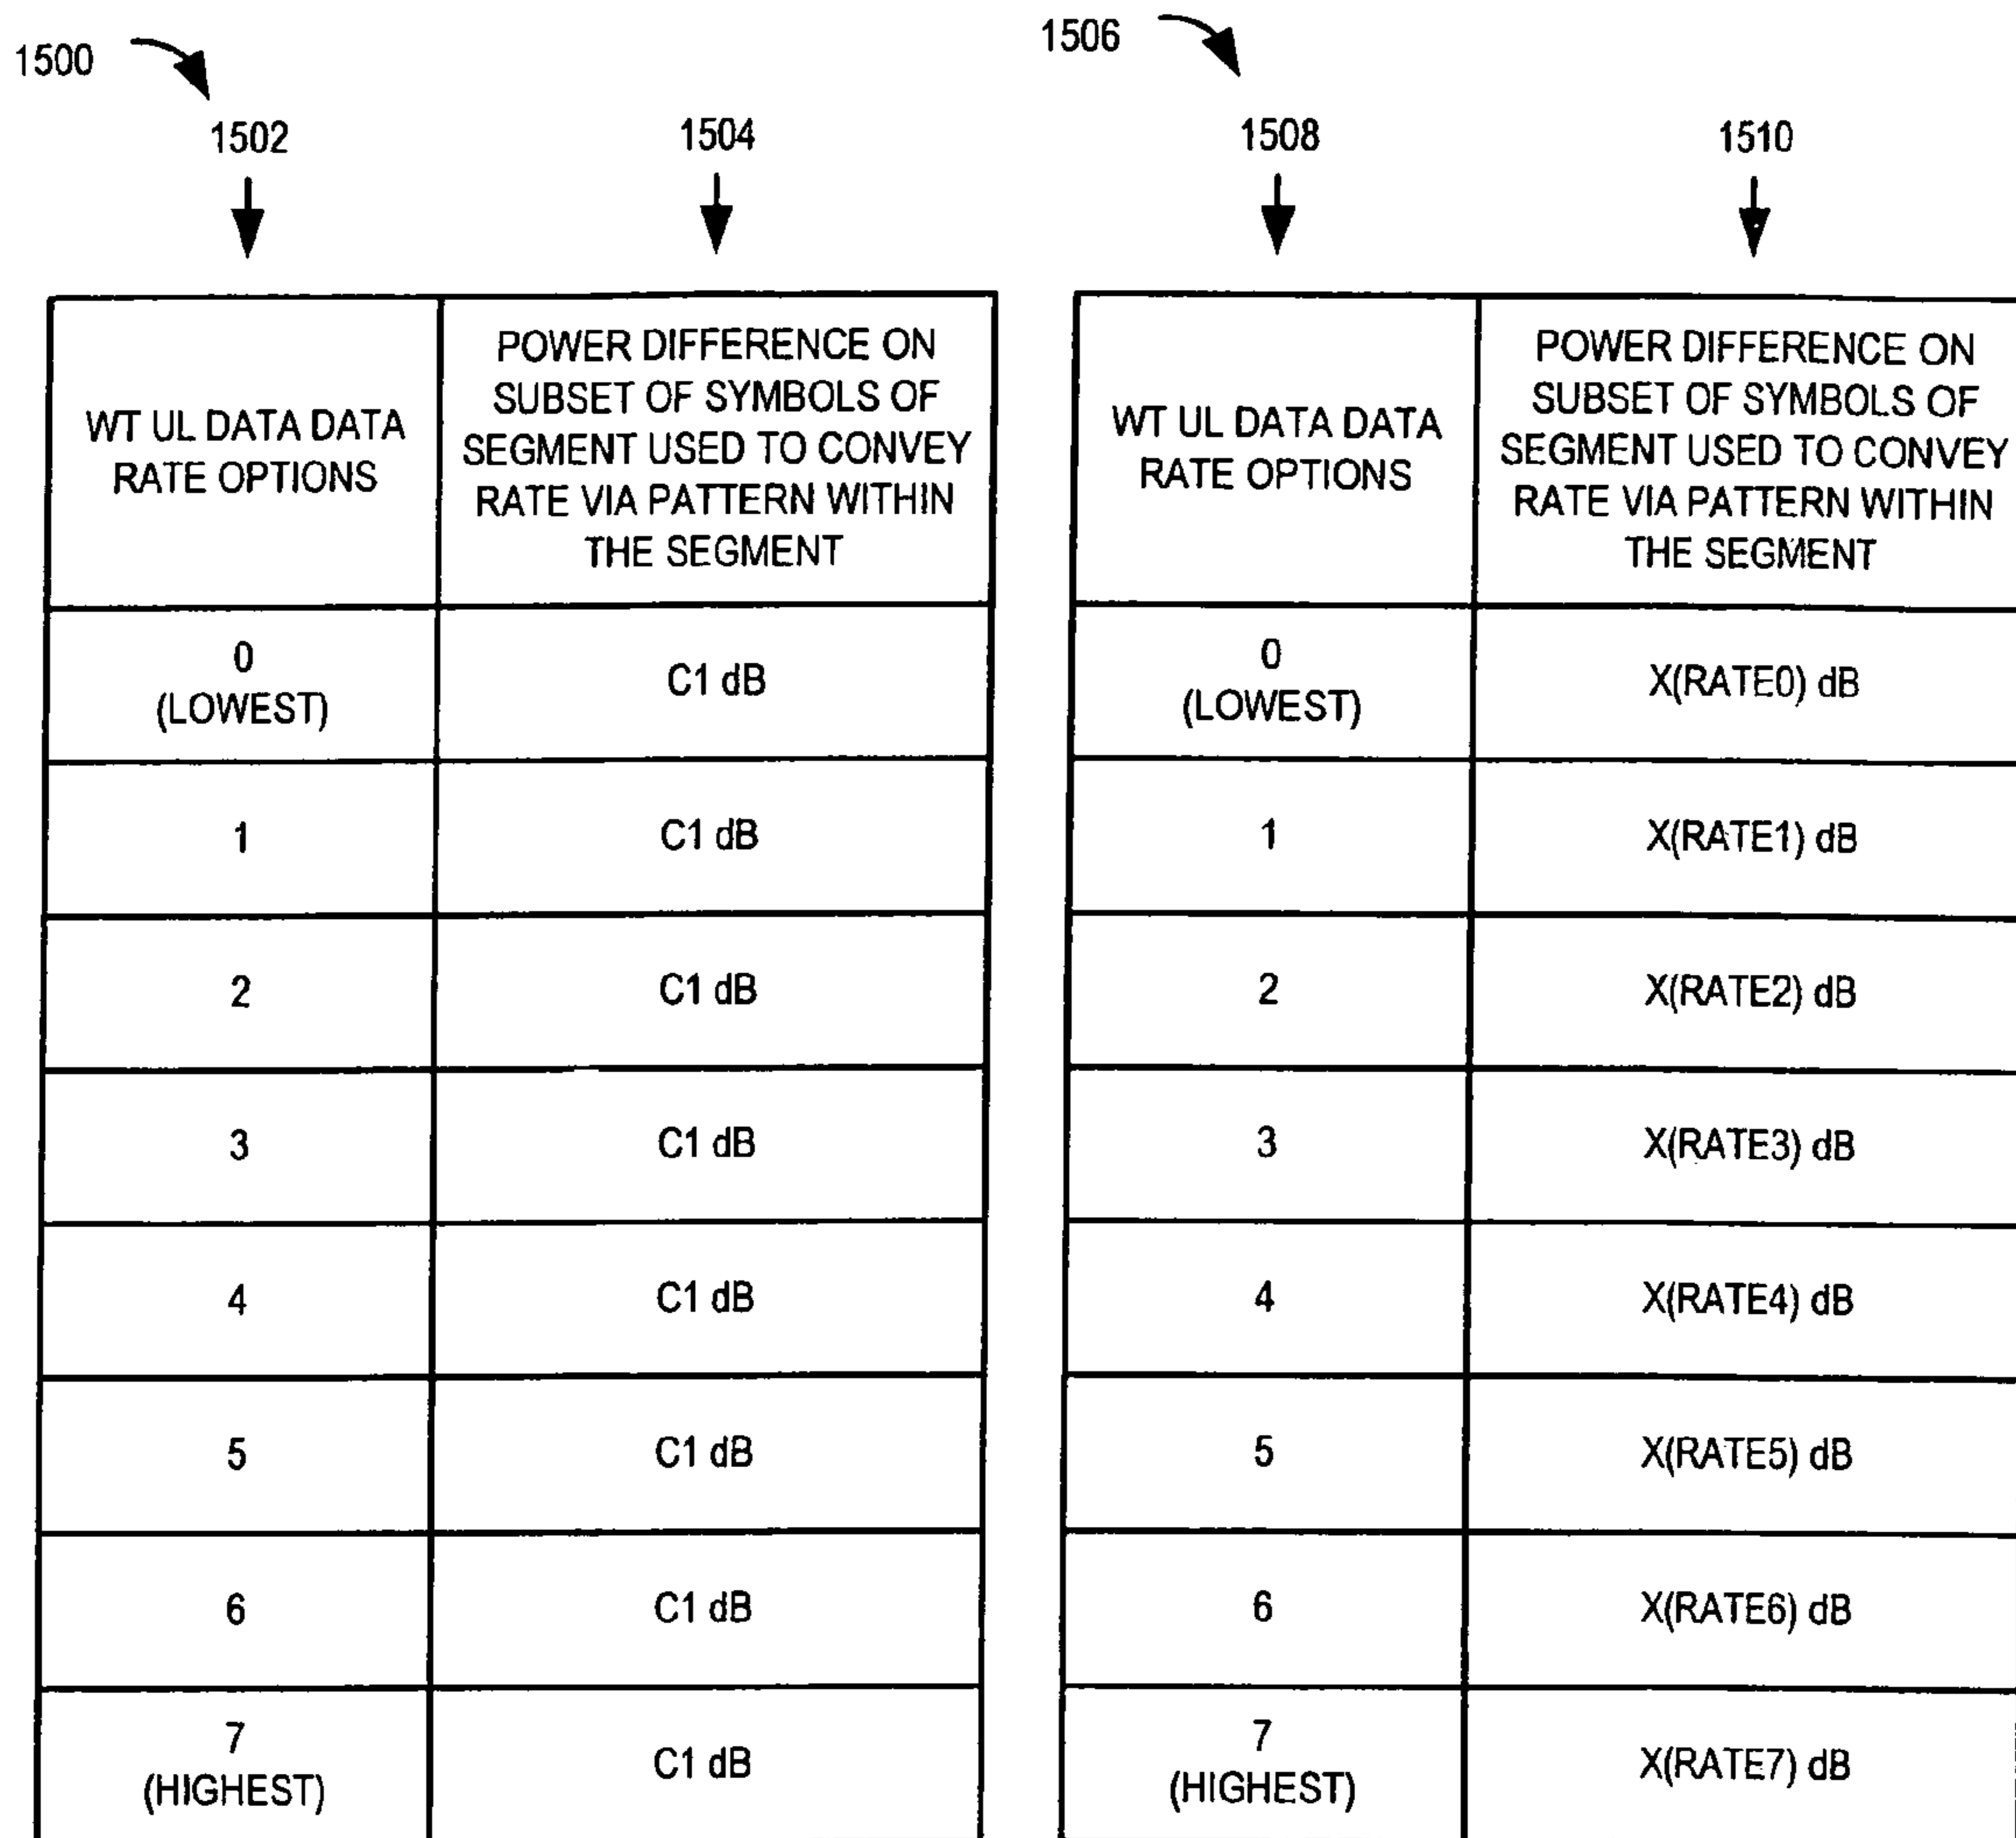 1500
1506
1502
1504
1508
1510
WT UL DATA DATA
RATE OPTIONS
POWER DIFFERENCE ON
SUBSET OF SYMBOLS OF
SEGMENT USED TO CONVEY
RATE VIA PATTERN WITHIN
THE SEGMENT
WT UL DATA DATA
RATE OPTIONS
POWER DIFFERENCE ON
SUBSET OF SYMBOLS OF
SEGMENT USED TO CONVEY
RATE VIA PATTERN WITHIN
THE SEGMENT
0
(LOWEST)
C1 dB
0
(LOWEST)
X(RATE0) dB
1
C1 dB
1
X(RATE1) dB
2
C1 dB
2
X(RATE2) dB
3
C1 dB
3
X(RATE3) dB
4
C1 dB
4
X(RATE4) dB
5
C1 dB
5
X(RATE5) dB
6
C1 dB
6
X(RATE6) dB
7
(HIGHEST)
C1 dB
7
(HIGHEST)
X(RATE7) dB